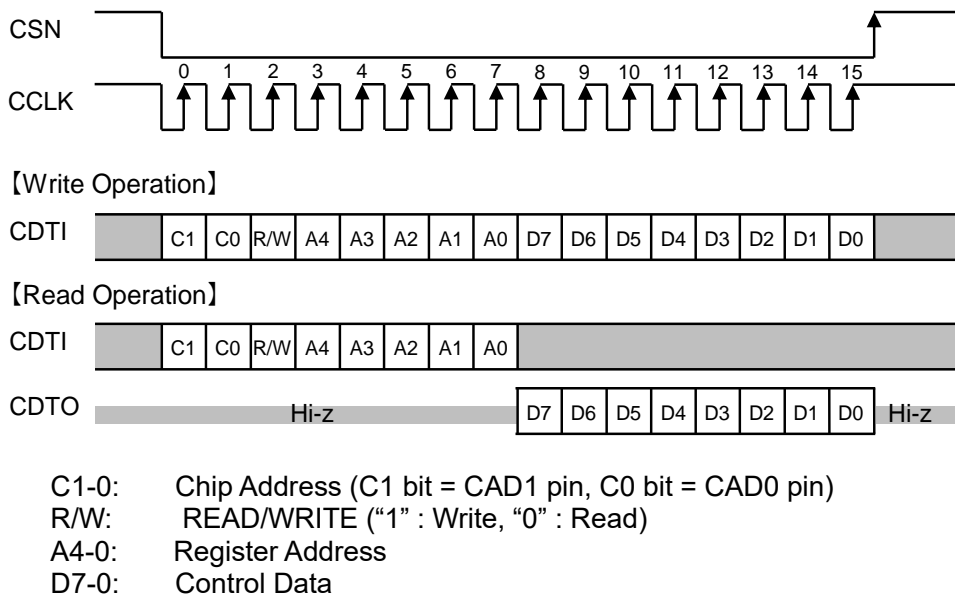 CSN
0 1 2 3 4 5 6 7 8 9 10 11 12 13 14 15
CCLK
【Write Operation】
CDTI C1 C0 R/W A4 A3 A2 A1 A0 D7 D6 D5 D4 D3 D2 D1 D0
【Read Operation】
CDTI C1 C0 R/W A4 A3 A2 A1 A0
CDTO Hi-z D7 D6 D5 D4 D3 D2 D1 D0 Hi-z
C1-0: Chip Address (C1 bit = CAD1 pin, C0 bit = CAD0 pin)
R/W: READ/WRITE (“1” : Write, “0” : Read)
A4-0: Register Address
D7-0: Control Data